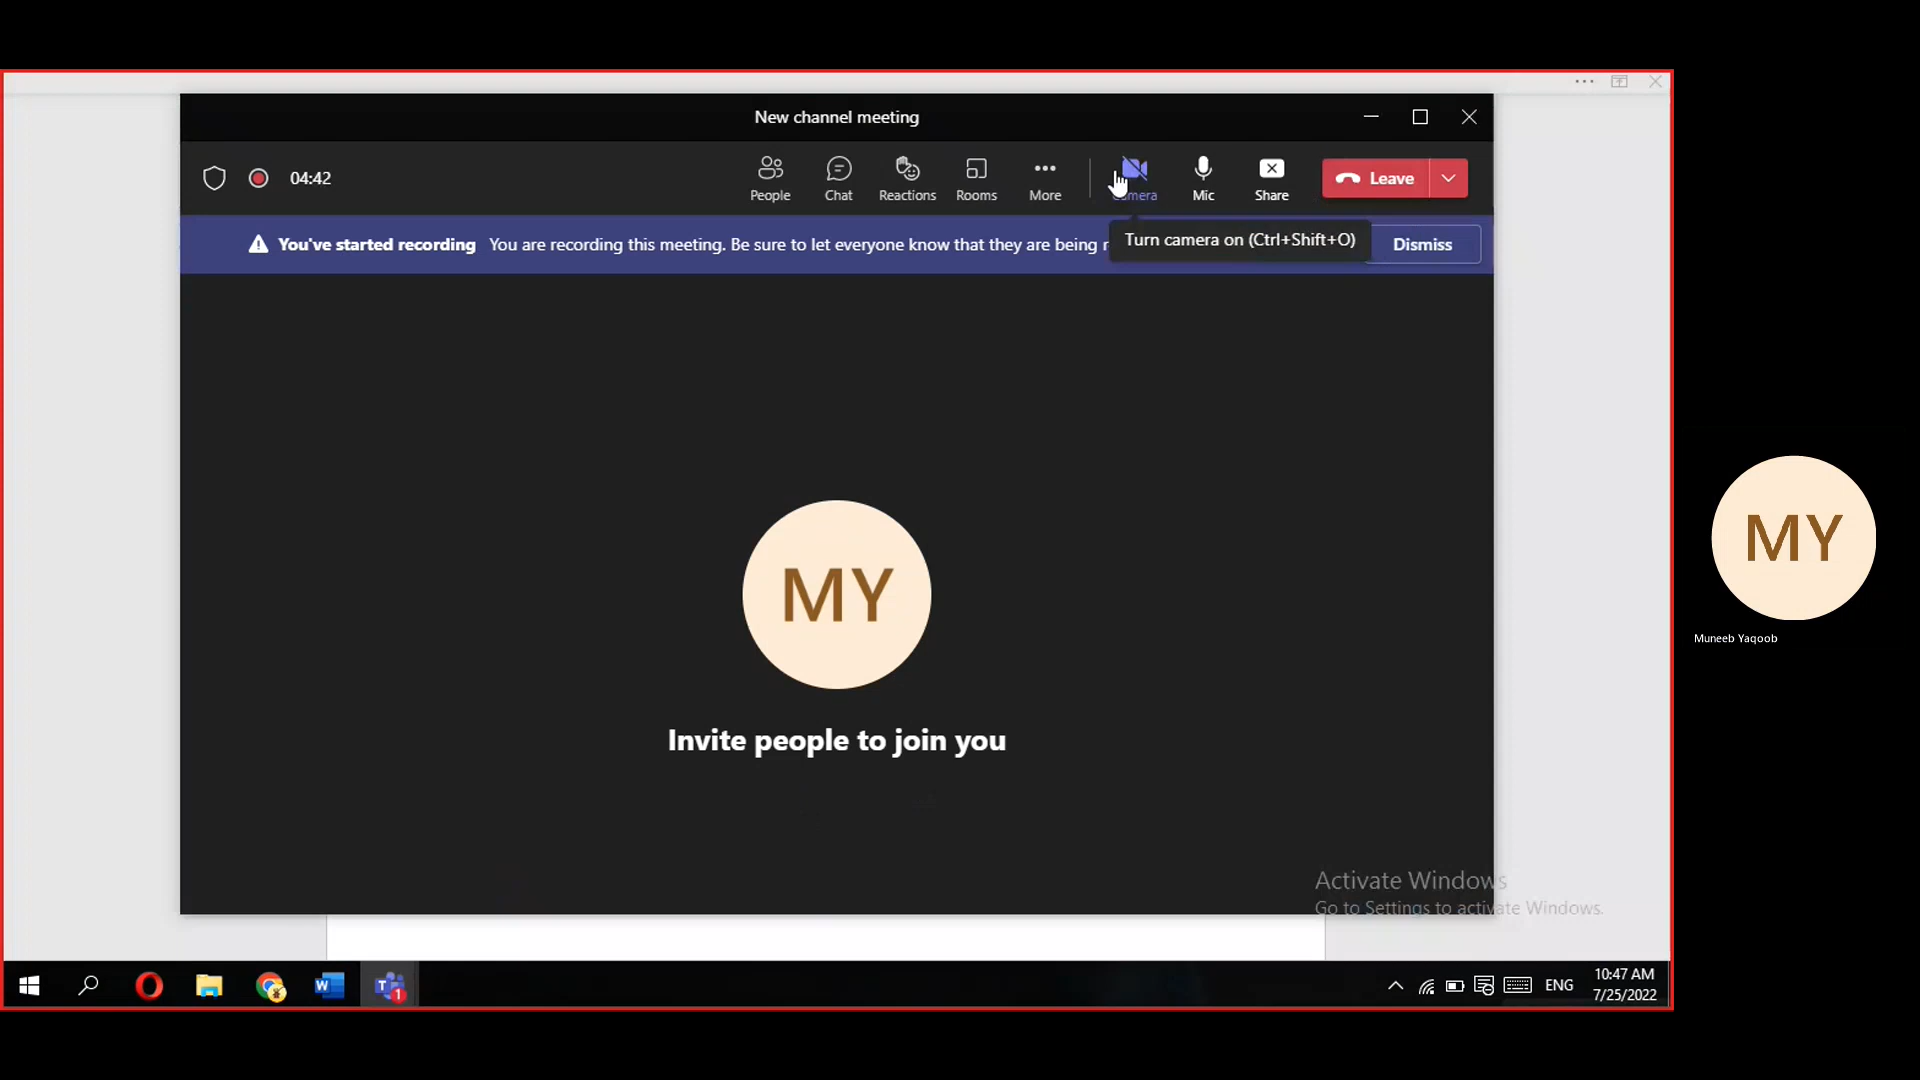 New channel meeting
04:42
People
Chat
Reactions
Rooms
More
Mic
Share
Leave
You've started recording You are recording this meeting. Be sure to let everyone know that they are being
Turn camera on (Ctrl+Shift+O)
Dismiss
MY
Invite people to join you
MY
Muneeb Yaqoob
Activate Windows
Go to Settings to activate Windows.
W
T
1
ENG
10:47 AM
7/25/2022